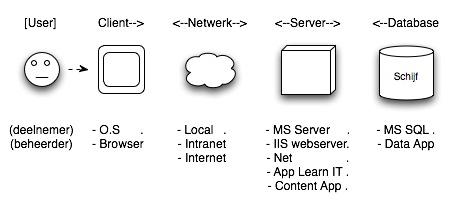 [User] Client--> <--Netwerk--> <--Server--> <--Database
Schijf
(deelnemer) - O.S . - Local . - MS Server . - MS SQL .
(beheerder) - Browser - Intranet - IIS webserver. - Data App
- Internet - Net .
- App Learn IT .
- Content App .